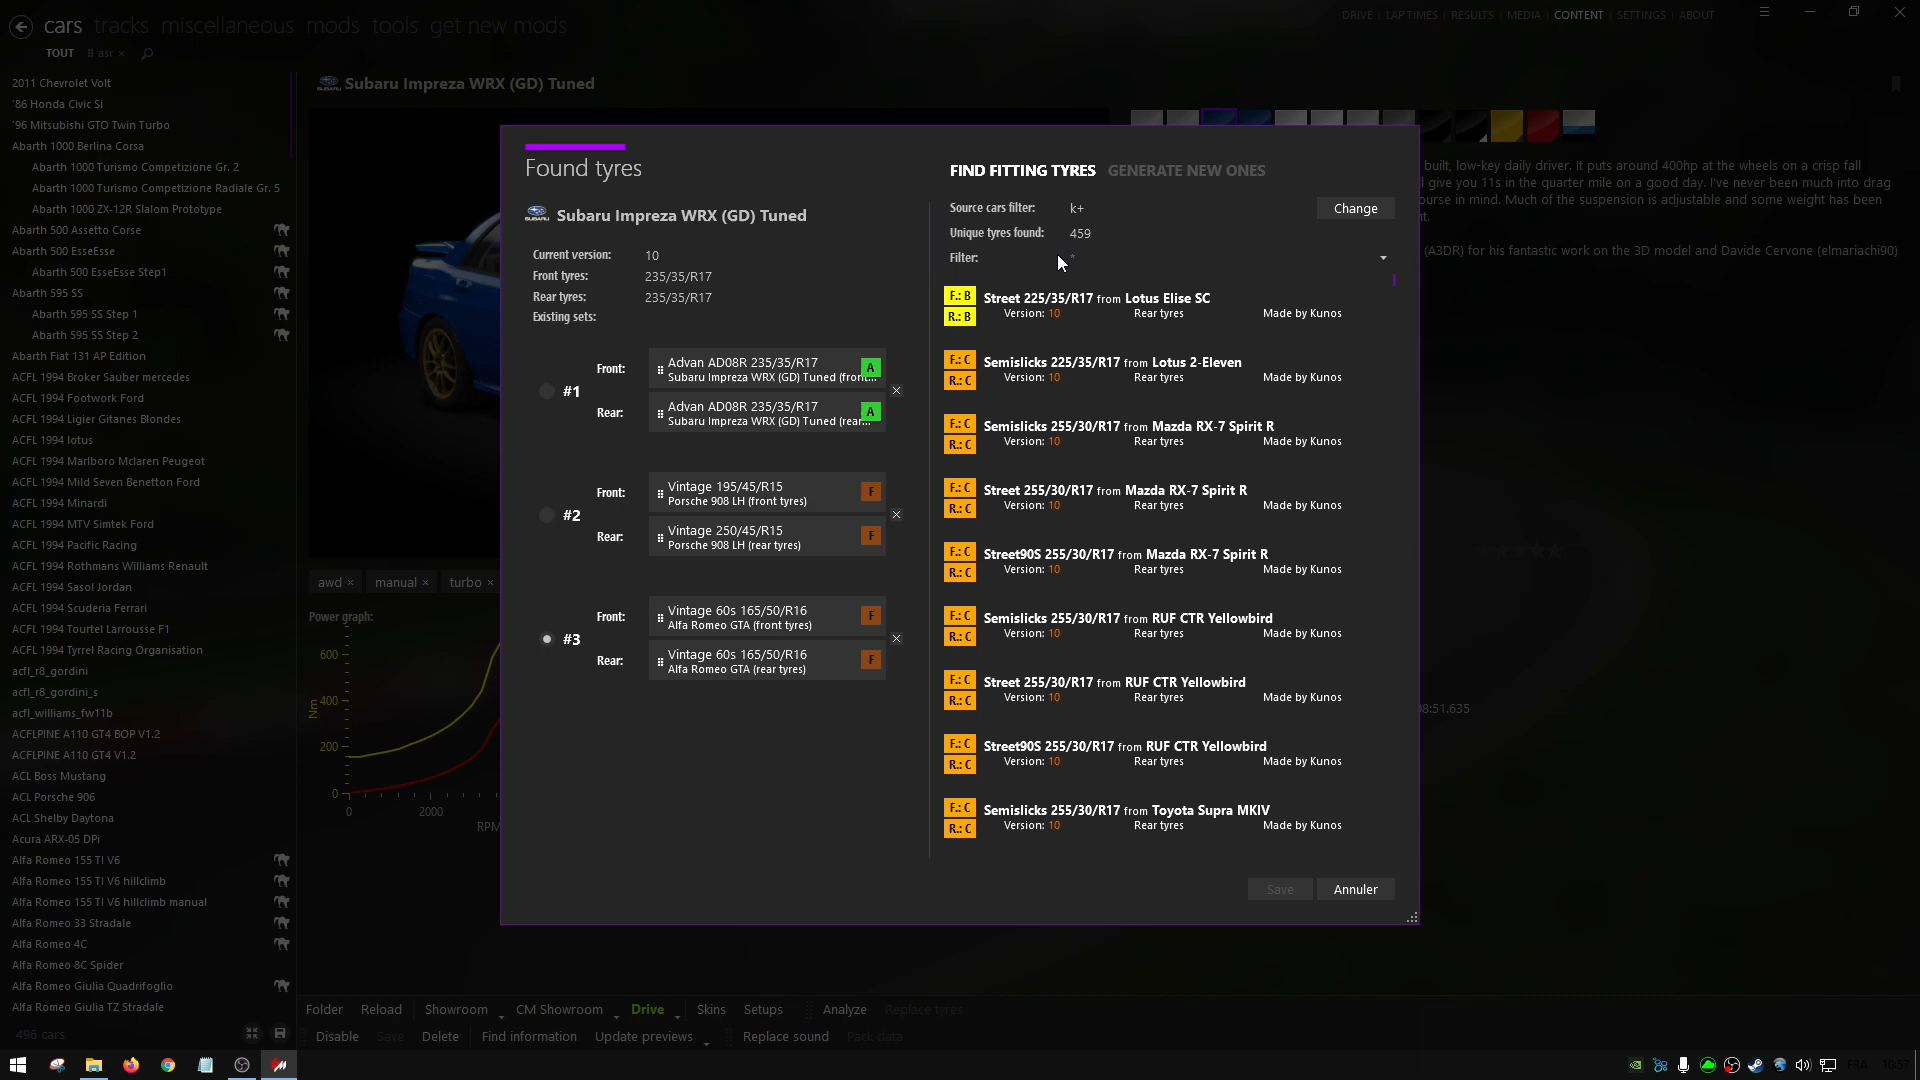 cars tracks miscellaneous mods tools get new mods
DRIVE LAP TIMES RESULTS MEDIA CONTENT SETTINGS ABOUT
TOUT asr ×
2011 Chevrolet Volt
'86 Honda Civic Si
'96 Mitsubishi GTO Twin Turbo
Abarth 1000 Berlina Corsa
Abarth 1000 Turismo Competizione Gr. 2
Abarth 1000 Turismo Competizione Radiale Gr. 5
Abarth 1000 ZX-12R Slalom Prototype
Abarth 500 Assetto Corse
Abarth 500 EsseEsse
Abarth 500 EsseEsse Step1
Abarth 595 SS
Abarth 595 SS Step 1
Abarth 595 SS Step 2
Abarth Fiat 131 AP Edition
ACFL 1994 Broker Sauber mercedes
ACFL 1994 Footwork Ford
ACFL 1994 Ligier Gitanes Blondes
ACFL 1994 lotus
ACFL 1994 Marlboro Mclaren Peugeot
ACFL 1994 Mild Seven Benetton Ford
ACFL 1994 Minardi
ACFL 1994 MTV Simtek Ford
ACFL 1994 Pacific Racing
ACFL 1994 Rothmans Williams Renault
ACFL 1994 Sasol Jordan
ACFL 1994 Scuderia Ferrari
ACFL 1994 Tourtel Larrousse F1
ACFL 1994 Tyrrel Racing Organisation
acfl_r8_gordini
acfl_r8_gordini_s
acfl_williams_fw11b
ACFLPINE A110 GT4 BOP V1.2
ACFLPINE A110 GT4 V1.2
ACL Boss Mustang
ACL Porsche 906
ACL Shelby Daytona
Acura ARX-05 DPi
Alfa Romeo 155 TI V6
Alfa Romeo 155 TI V6 hillclimb
Alfa Romeo 155 TI V6 hillclimb manual
Alfa Romeo 33 Stradale
Alfa Romeo 4C
Alfa Romeo 8C Spider
Alfa Romeo Giulia Quadrifoglio
Alfa Romeo Giulia TZ Stradale
496 cars
Subaru Impreza WRX (GD) Tuned
built, low-key daily driver. It puts around 400hp at the wheels on a crisp fall
l give you 11s in the quarter mile on a good day. I've never been much into drag
ourse in mind. Much of the suspension is adjustable and some weight has been
t.
(A3DR) for his fantastic work on the 3D model and Davide Cervone (elmariachi90)
awd × manual × turbo ×
Power graph:
Nm
600
400
200
0
0 2000
RPM
08:51.635
Found tyres
SUBARU Subaru Impreza WRX (GD) Tuned
Current version: 10
Front tyres: 235/35/R17
Rear tyres: 235/35/R17
Existing sets:
#1
Front: Advan AD08R 235/35/R17 A
Subaru Impreza WRX (GD) Tuned (front...
Rear: Advan AD08R 235/35/R17 A
Subaru Impreza WRX (GD) Tuned (rear...
#2
Front: Vintage 195/45/R15 F
Porsche 908 LH (front tyres)
Rear: Vintage 250/45/R15 F
Porsche 908 LH (rear tyres)
#3
Front: Vintage 60s 165/50/R16 F
Alfa Romeo GTA (front tyres)
Rear: Vintage 60s 165/50/R16 F
Alfa Romeo GTA (rear tyres)
FIND FITTING TYRES GENERATE NEW ONES
Source cars filter: k+ Change
Unique tyres found: 459
Filter: *
F.: B Street 225/35/R17 from Lotus Elise SC
R.: B Version: 10 Rear tyres Made by Kunos
F.: C Semislicks 225/35/R17 from Lotus 2-Eleven
R.: C Version: 10 Rear tyres Made by Kunos
F.: C Semislicks 255/30/R17 from Mazda RX-7 Spirit R
R.: C Version: 10 Rear tyres Made by Kunos
F.: C Street 255/30/R17 from Mazda RX-7 Spirit R
R.: C Version: 10 Rear tyres Made by Kunos
F.: C Street90S 255/30/R17 from Mazda RX-7 Spirit R
R.: C Version: 10 Rear tyres Made by Kunos
F.: C Semislicks 255/30/R17 from RUF CTR Yellowbird
R.: C Version: 10 Rear tyres Made by Kunos
F.: C Street 255/30/R17 from RUF CTR Yellowbird
R.: C Version: 10 Rear tyres Made by Kunos
F.: C Street90S 255/30/R17 from RUF CTR Yellowbird
R.: C Version: 10 Rear tyres Made by Kunos
F.: C Semislicks 255/30/R17 from Toyota Supra MKIV
R.: C Version: 10 Rear tyres Made by Kunos
Save Annuler
Folder Reload Showroom CM Showroom Drive Skins Setups Analyze Replace tyres
Disable Save Delete Find information Update previews Replace sound Pack data
FRA 10:57